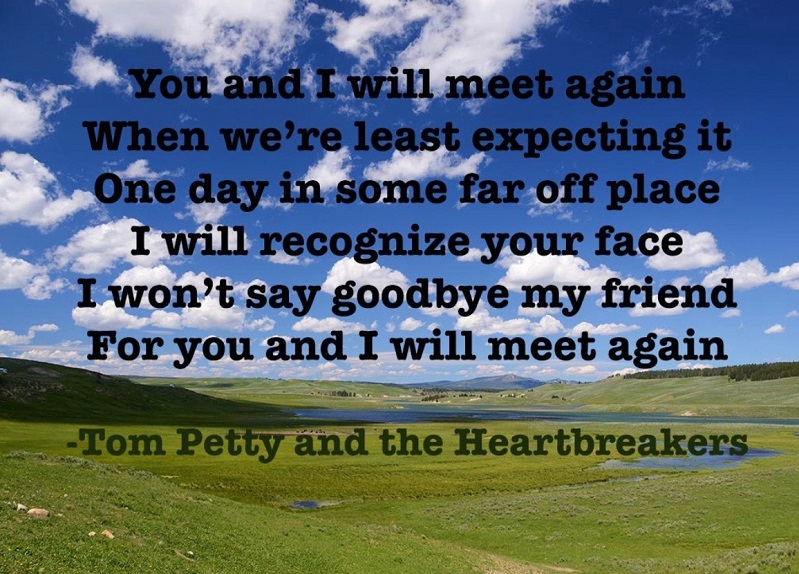 You and I will meet again
When we’re least expecting it
One day in some far off place
I will recognize your face
I won’t say goodbye my friend
For you and I will meet again
-Tom Petty and the Heartbreakers